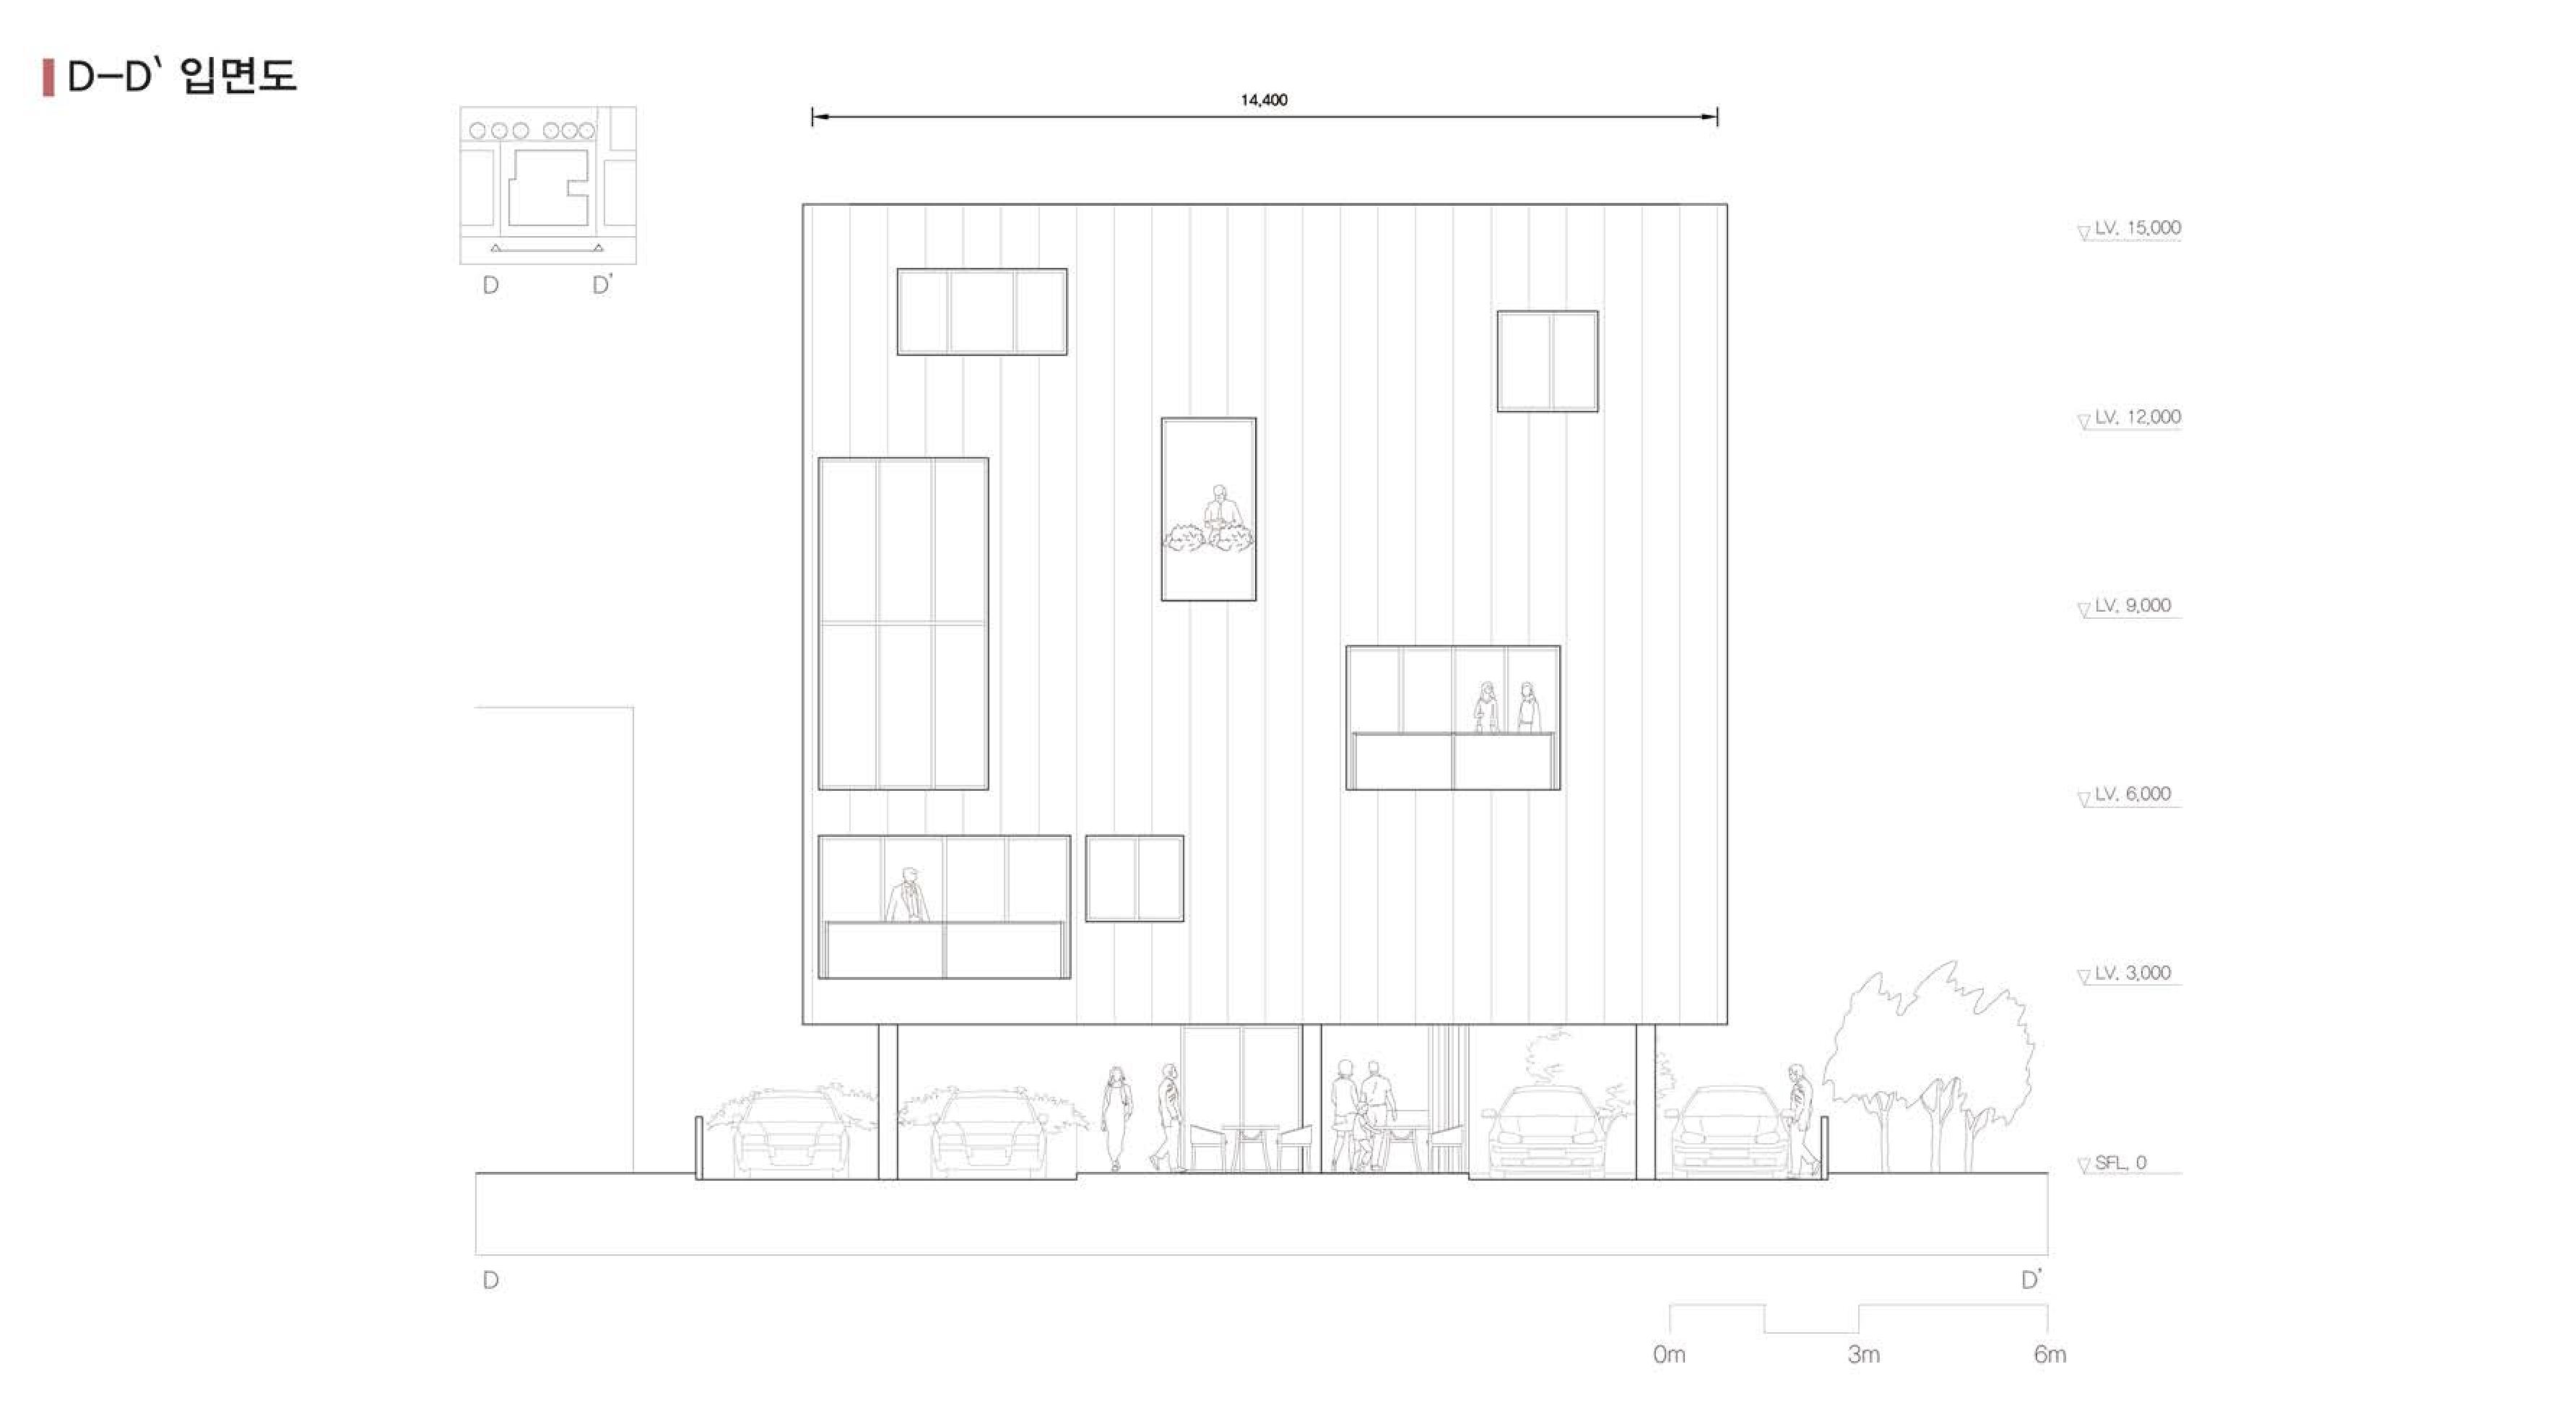 D-D` 입면도
14,400
D D'
LV. 15,000
LV. 12,000
LV. 9,000
LV. 6,000
LV. 3,000
SFL. 0
D D'
0m 3m 6m